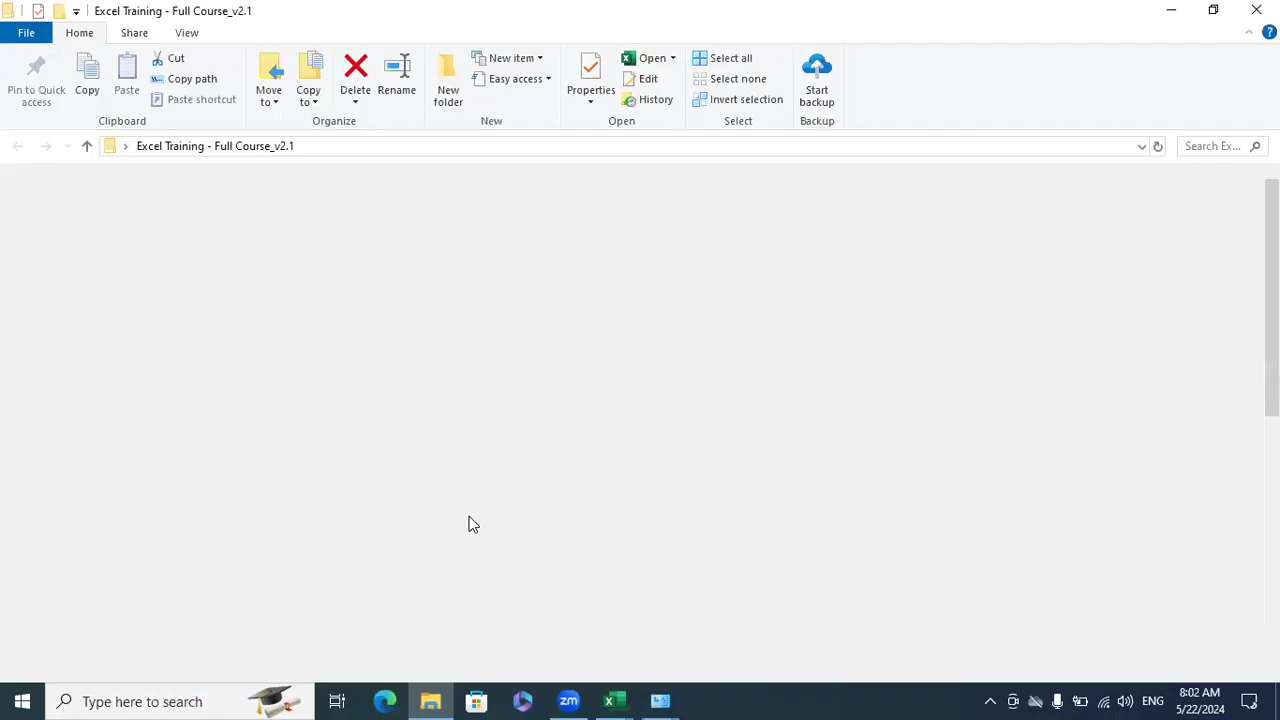 Excel Training - Full Course_v2.1
File Home Share View
Pin to Quick access
Copy
Paste
Cut
Copy path
Paste shortcut
Clipboard
Move to
Copy to
Delete
Rename
Organize
New folder
New item
Easy access
New
Properties
Open
Edit
History
Open
Select all
Select none
Invert selection
Select
Start backup
Backup
Excel Training - Full Course_v2.1
Search Ex...
Type here to search
zm
ENG
8:02 AM
5/22/2024